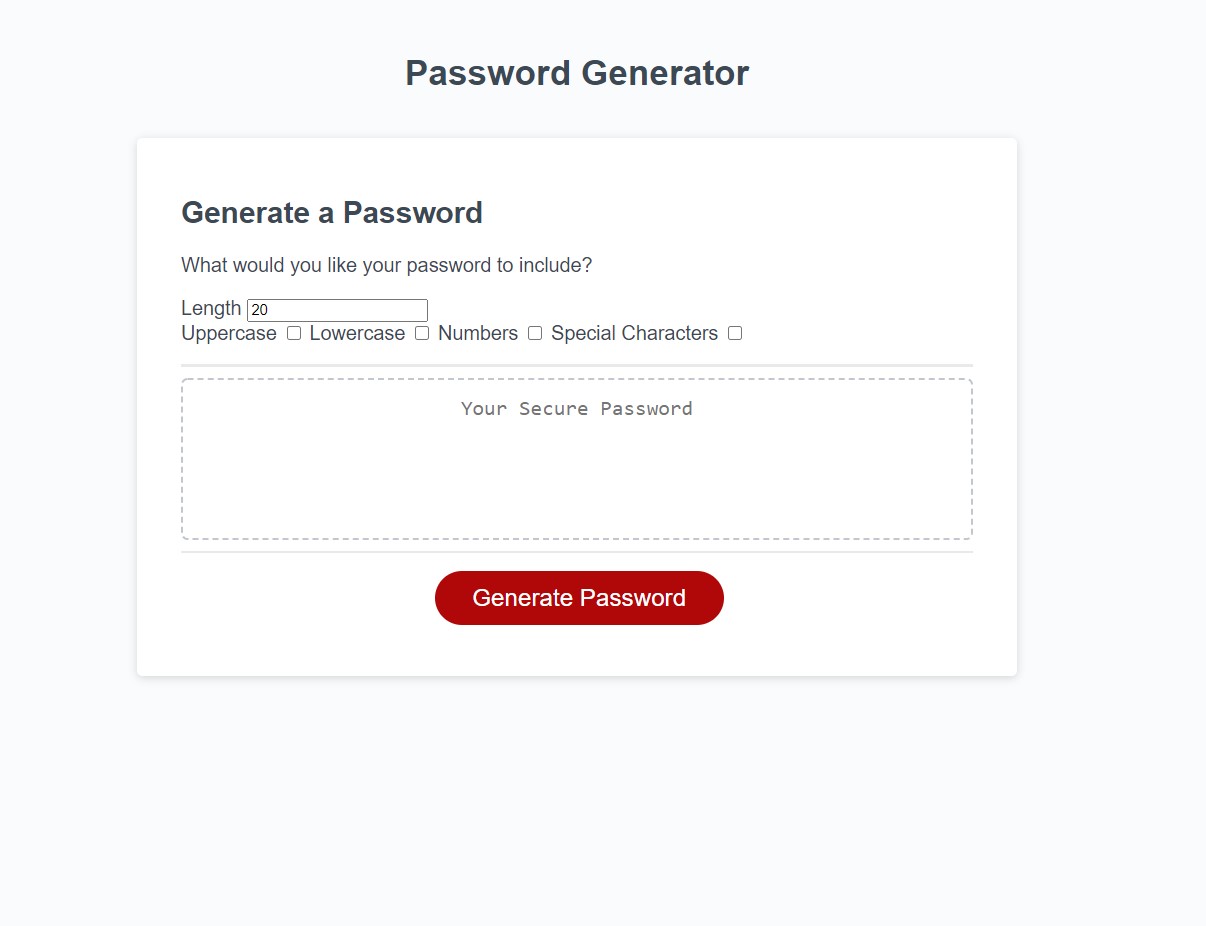 Password Generator
Generate a Password
What would you like your password to include?
Length 20
Uppercase Lowercase Numbers Special Characters
Your Secure Password
Generate Password